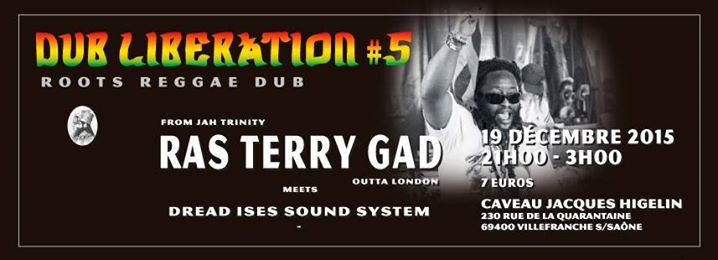 DUB LIBERATION #5
ROOTS REGGAE DUB
FROM JAH TRINITY
RAS TERRY GAD
OUTTA LONDON
MEETS
DREAD ISES SOUND SYSTEM
-
19 DÉCEMBRE 2015
21H00 - 3H00
7 EUROS
CAVEAU JACQUES HIGELIN
230 RUE DE LA QUARANTAINE
69400 VILLEFRANCHE S/SAÔNE